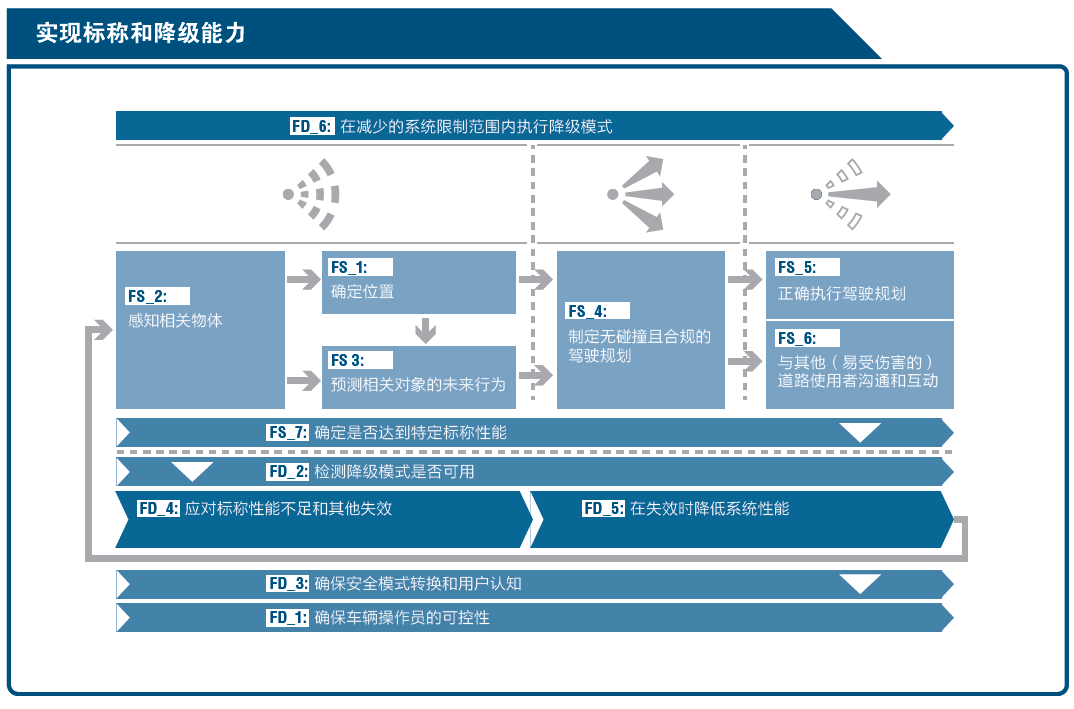 实现标称和降级能力
FD_6: 在减少的系统限制范围内执行降级模式
FS_2:
感知相关物体
FS_1:
确定位置
FS 3:
预测相关对象的未来行为
FS_4:
制定无碰撞且合规的
驾驶规划
FS_5:
正确执行驾驶规划
FS_6:
与其他（易受伤害的）
道路使用者沟通和互动
FS_7: 确定是否达到特定标称性能
FD_2: 检测降级模式是否可用
FD_4: 应对标称性能不足和其他失效
FD_5: 在失效时降低系统性能
FD_3: 确保安全模式转换和用户认知
FD_1: 确保车辆操作员的可控性